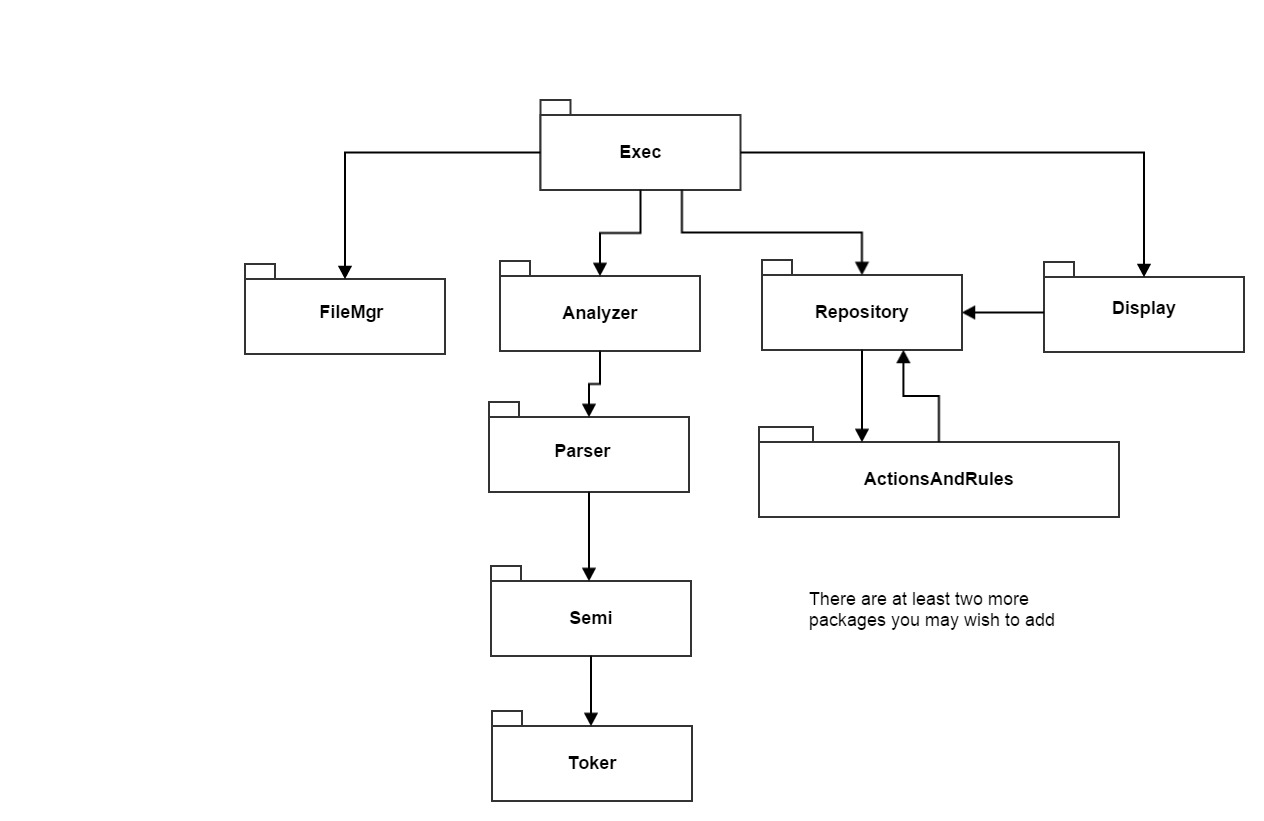 Exec
FileMgr
Analyzer
Repository
Display
Parser
ActionsAndRules
There are at least two more
packages you may wish to add
Semi
Toker